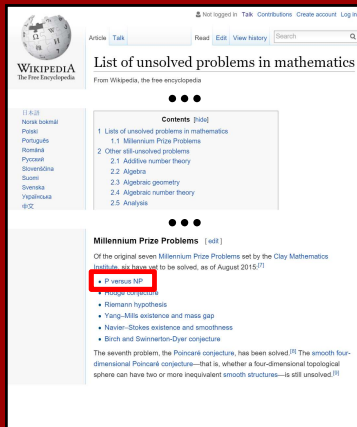 Not logged in Talk Contributions Create account Log in
Article Talk Read Edit View history Search
WIKIPEDIA
The Free Encyclopedia
List of unsolved problems in mathematics
From Wikipedia, the free encyclopedia
日本語
Norsk bokmål
Polski
Português
Română
Русский
Slovenščina
Suomi
Svenska
Українська
中文
Contents [hide]
1 Lists of unsolved problems in mathematics
1.1 Millennium Prize Problems
2 Other still-unsolved problems
2.1 Additive number theory
2.2 Algebra
2.3 Algebraic geometry
2.4 Algebraic number theory
2.5 Analysis
Millennium Prize Problems [edit]
Of the original seven Millennium Prize Problems set by the Clay Mathematics
Institute, six have yet to be solved, as of August 2015:[7]
• P versus NP
• Hodge conjecture
• Riemann hypothesis
• Yang–Mills existence and mass gap
• Navier–Stokes existence and smoothness
• Birch and Swinnerton-Dyer conjecture
The seventh problem, the Poincaré conjecture, has been solved.[8] The smooth four-
dimensional Poincaré conjecture—that is, whether a four-dimensional topological
sphere can have two or more inequivalent smooth structures—is still unsolved.[9]